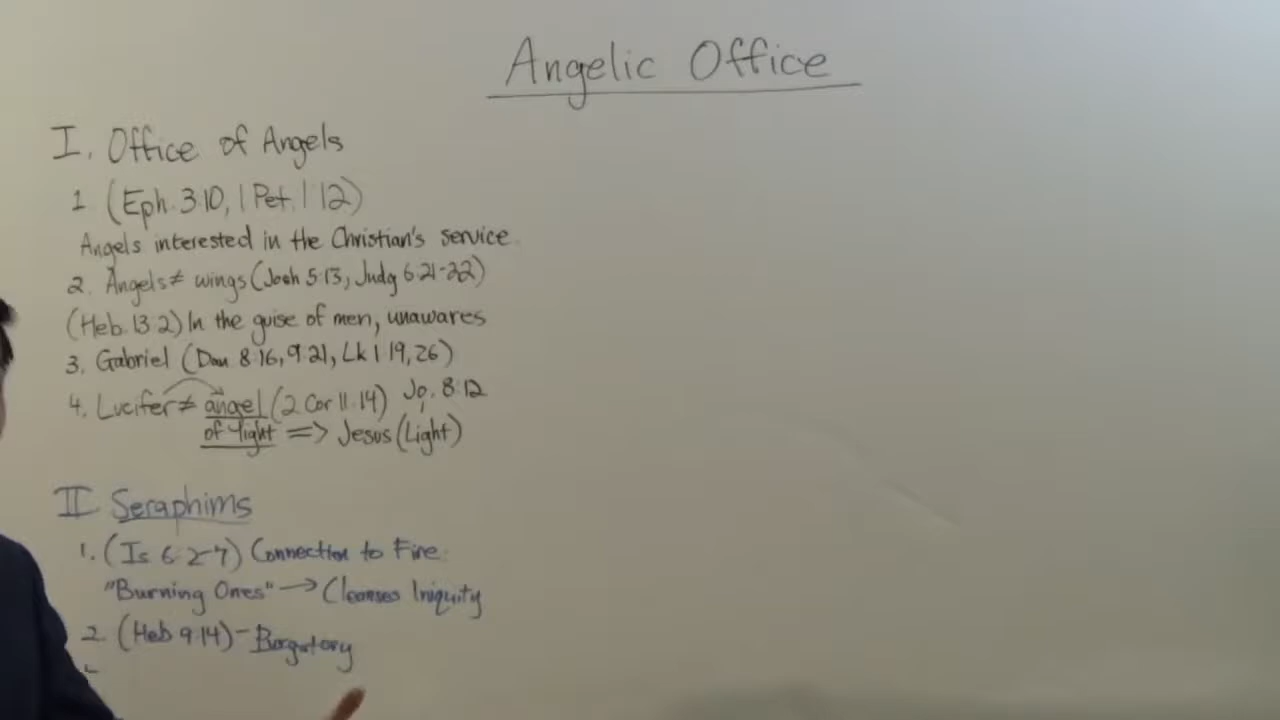 Angelic Office
I. Office of Angels
1. (Eph. 3:10, 1 Pet. 1:12)
Angels interested in the Christian's service.
2. Angels ≠ wings (Josh 5:13, Judg 6:21-22)
(Heb. 13:2) In the guise of men, unawares
3. Gabriel (Dan 8:16, 9:21, Lk 1:19, 26)
4. Lucifer ≠ angel (2 Cor 11:14) Jo. 8:12
of light => Jesus (Light)
II Seraphims
1. (Is 6:2-7) Connection to Fire.
"Burning Ones" → Cleanses Iniquity
2. (Heb 9:14) - Purgatory